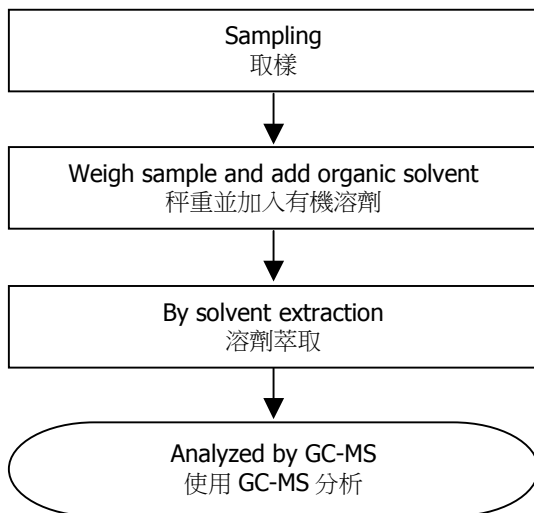 Sampling
取樣
Weigh sample and add organic solvent
秤重並加入有機溶劑
By solvent extraction
溶劑萃取
Analyzed by GC-MS
使用 GC-MS 分析